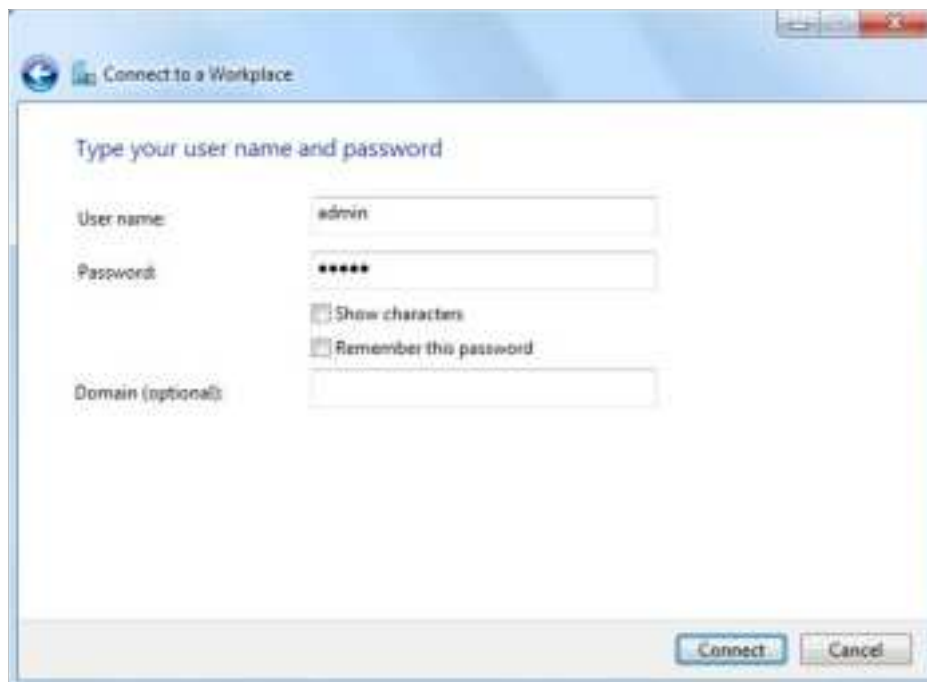 Connect to a Workplace
Type your user name and password
User name:
admin
Password:
•••••
Show characters
Remember this password
Domain (optional):
Connect
Cancel